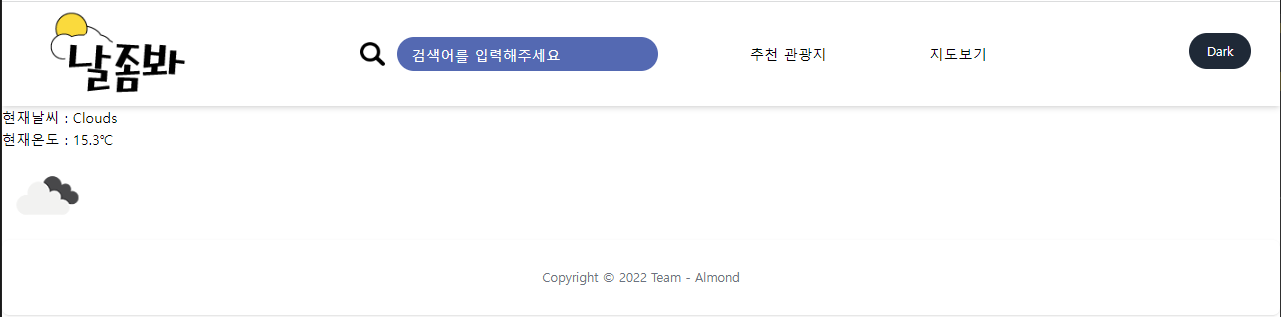 날좀봐
검색어를 입력해주세요
추천 관광지
지도보기
Dark
현재날씨 : Clouds
현재온도 : 15.3℃
Copyright © 2022 Team - Almond